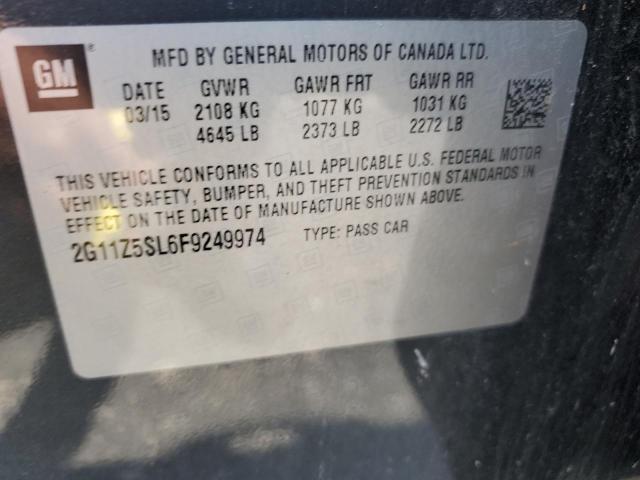 GM ®
MFD BY GENERAL MOTORS OF CANADA LTD.
DATE GVWR GAWR FRT GAWR RR
03/15 2108 KG 1077 KG 1031 KG
4645 LB 2373 LB 2272 LB
THIS VEHICLE CONFORMS TO ALL APPLICABLE U.S. FEDERAL MOTOR
VEHICLE SAFETY, BUMPER, AND THEFT PREVENTION STANDARDS IN
EFFECT ON THE DATE OF MANUFACTURE SHOWN ABOVE.
2G11Z5SL6F9249974 TYPE: PASS CAR